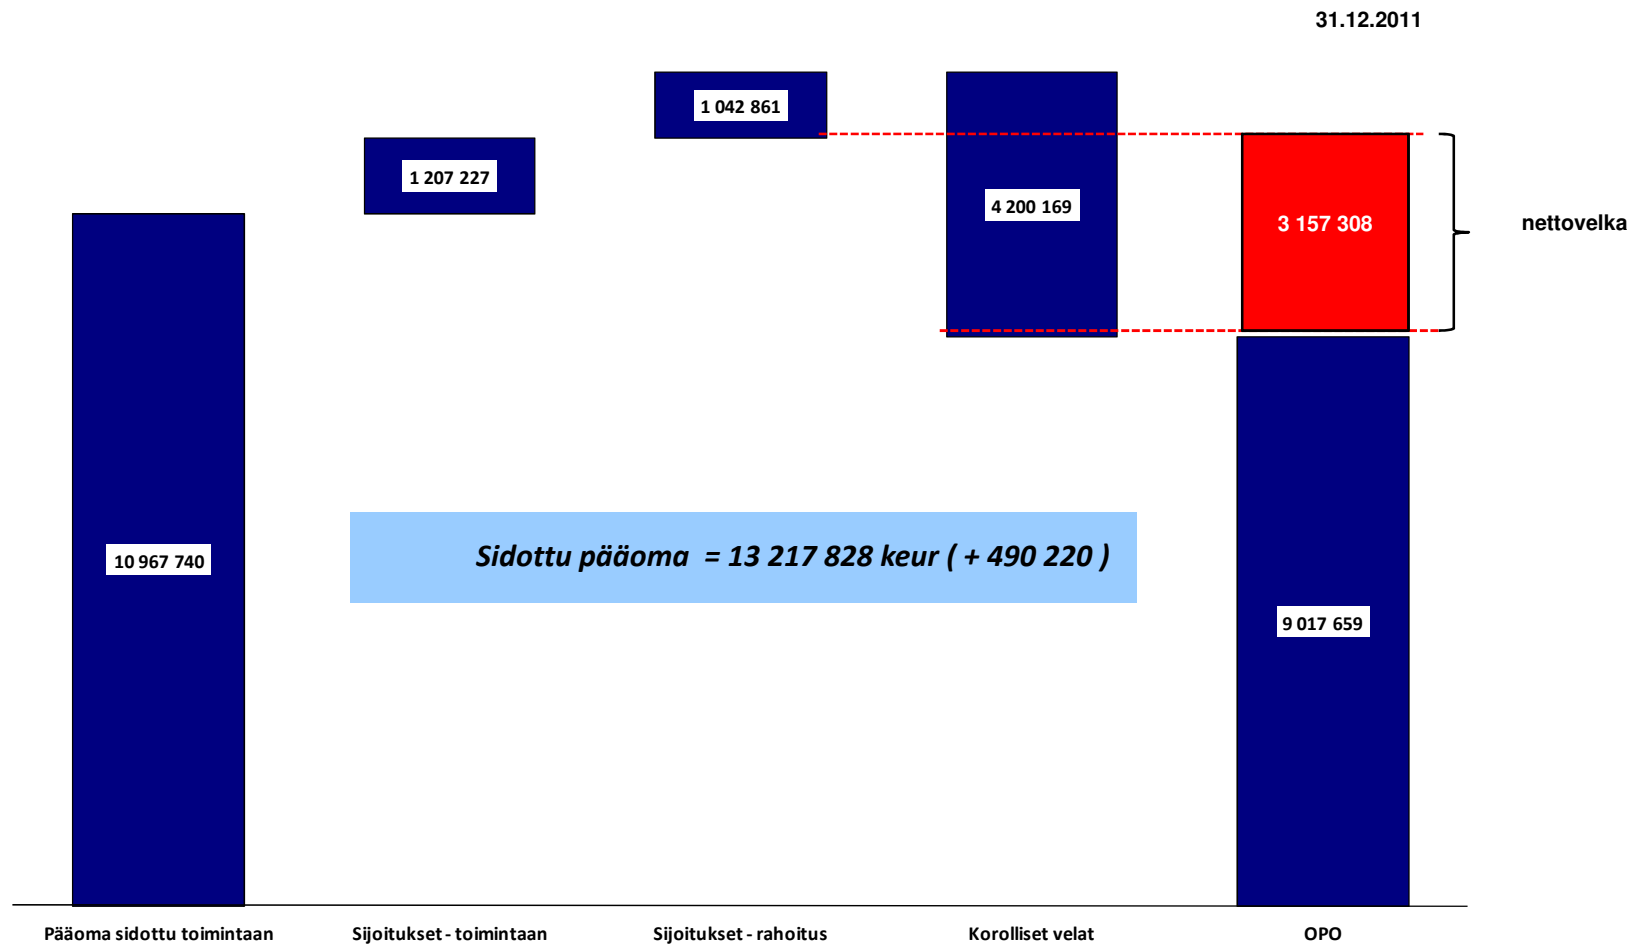 31.12.2011
1 042 861
1 207 227
4 200 169
3 157 308
nettovelka
10 967 740
Sidottu pääoma = 13 217 828 keur ( + 490 220 )
9 017 659
Pääoma sidottu toimintaan
Sijoitukset - toimintaan
Sijoitukset - rahoitus
Korolliset velat
OPO